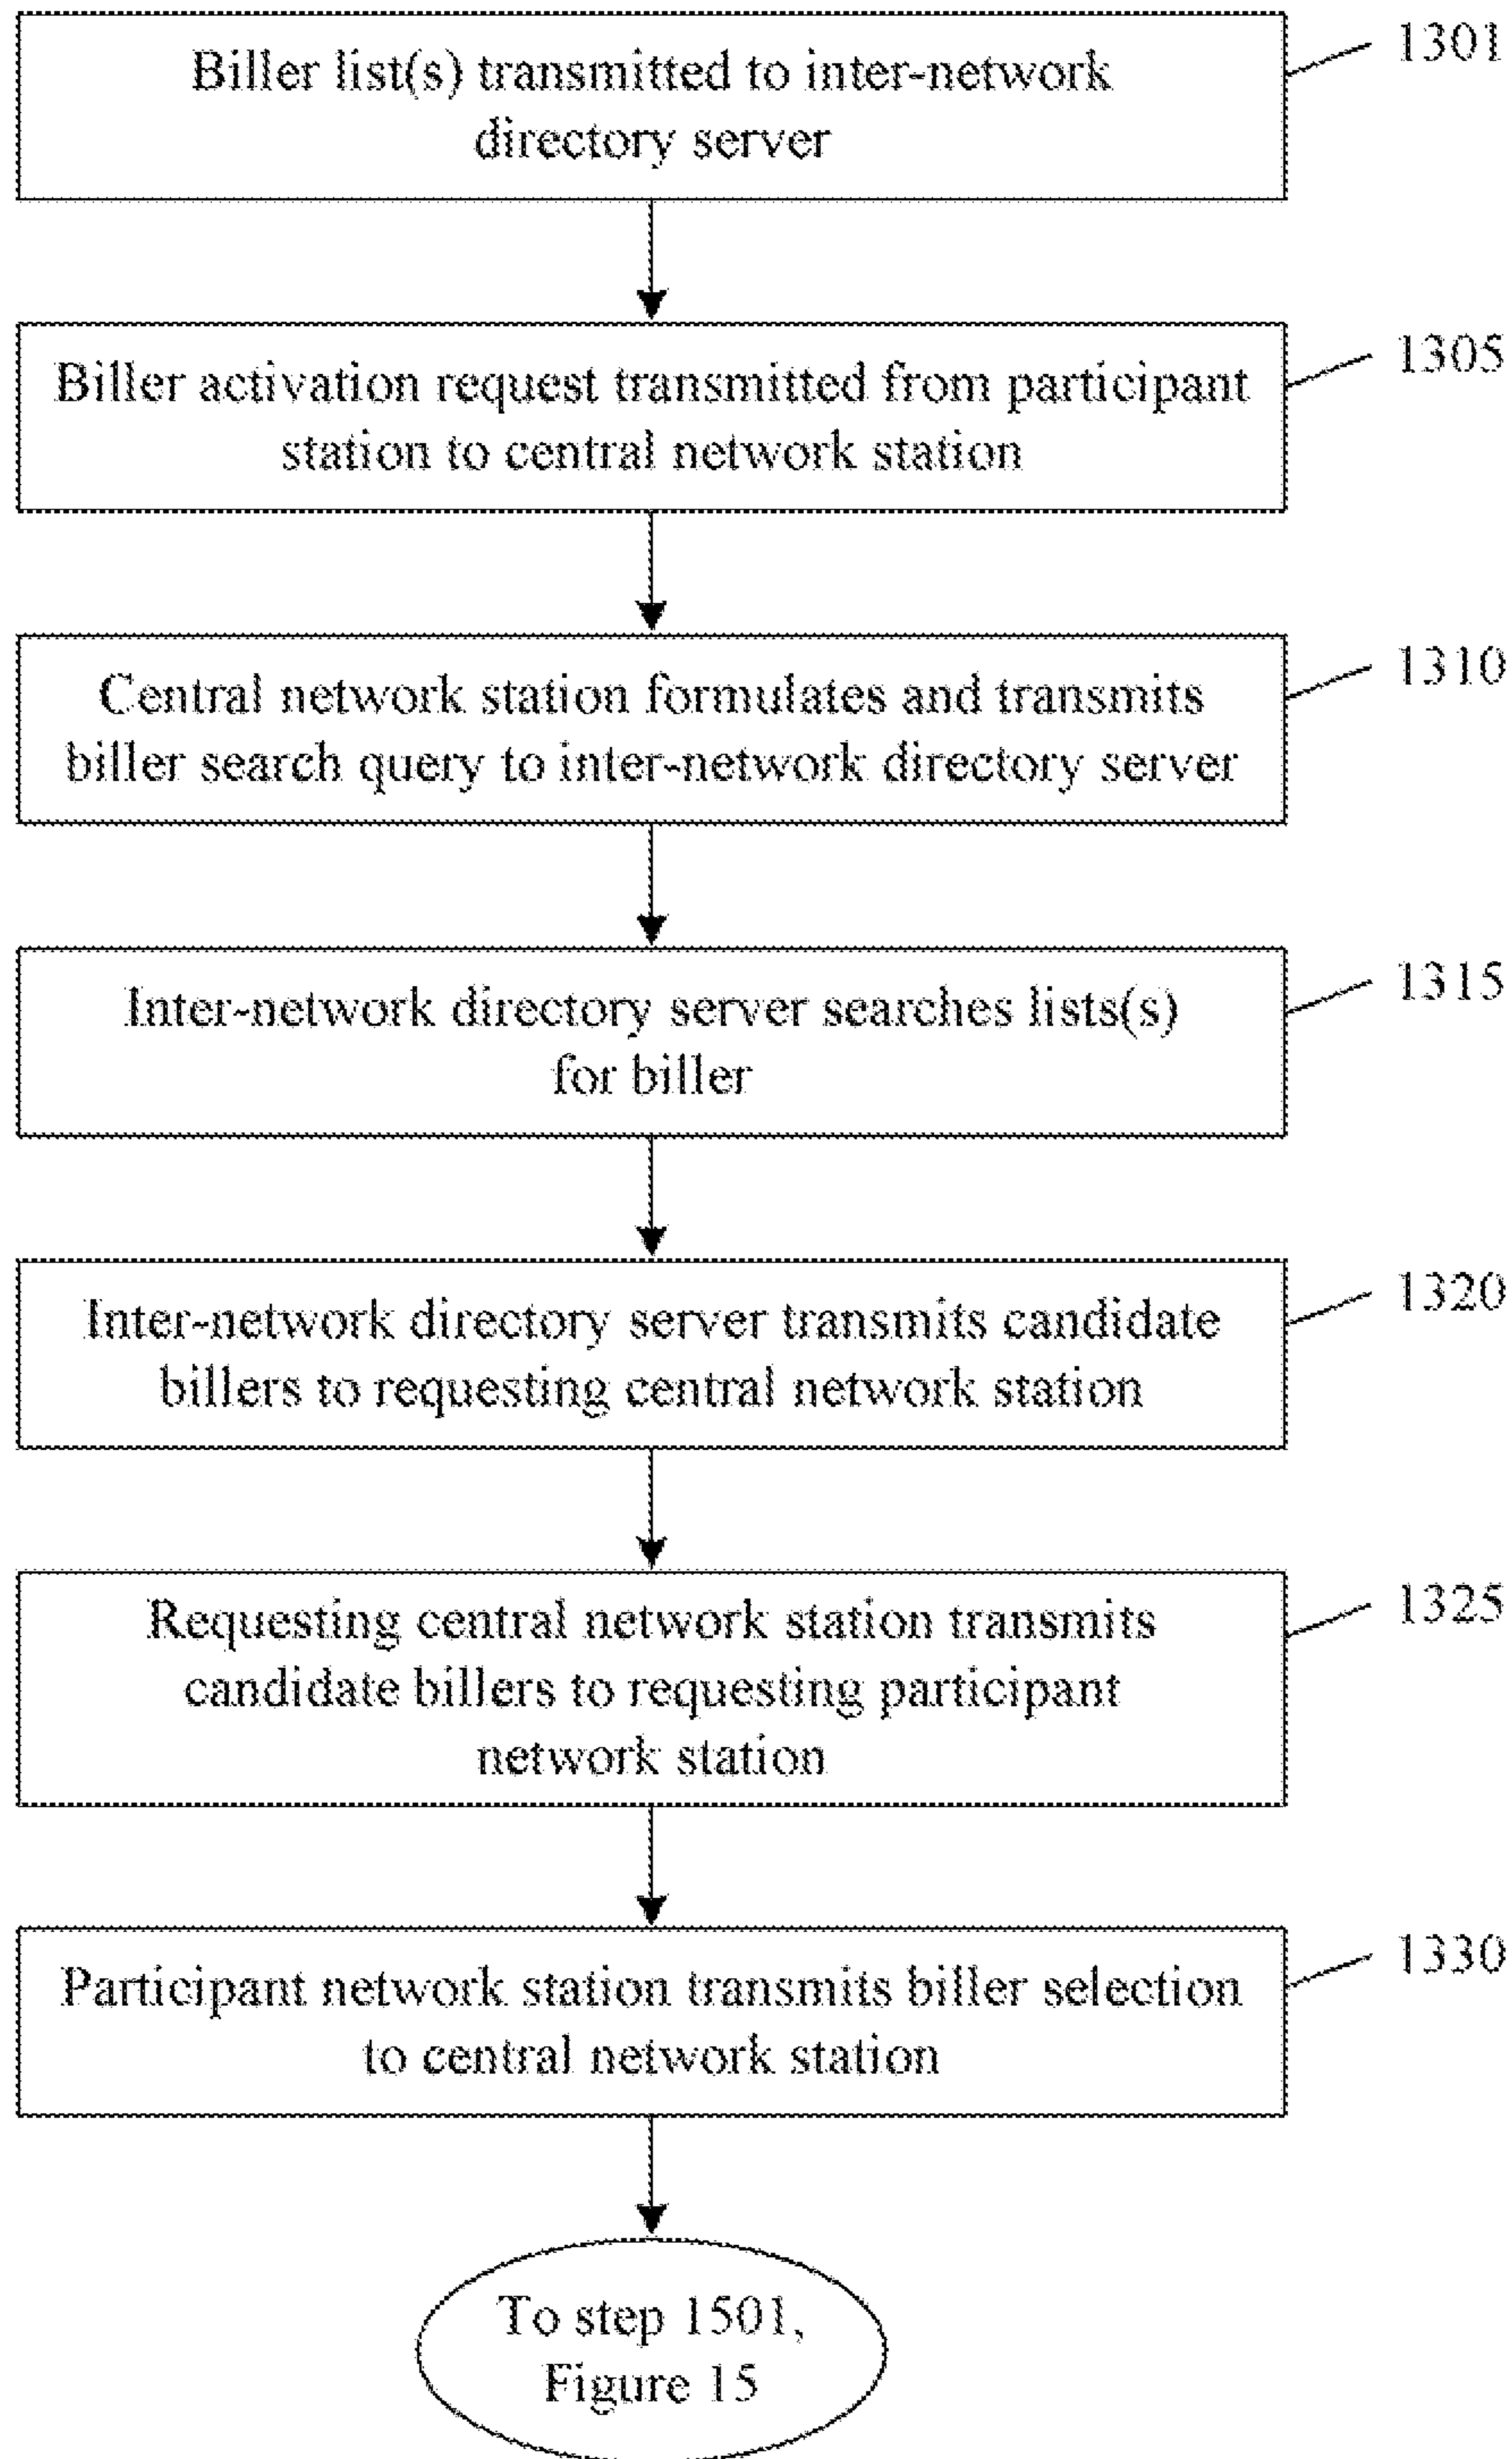 Biller list(s) transmitted to inter-network
directory server
1301
Biller activation request transmitted from participant
station to central network station
1305
Central network station formulates and transmits
biller search query to inter-network directory server
1310
Inter-network directory server searches lists(s)
for biller
1315
Inter-network directory server transmits candidate
billers to requesting central network station
1320
Requesting central network station transmits
candidate billers to requesting participant
network station
1325
Participant network station transmits biller selection
to central network station
1330
To step 1501,
Figure 15